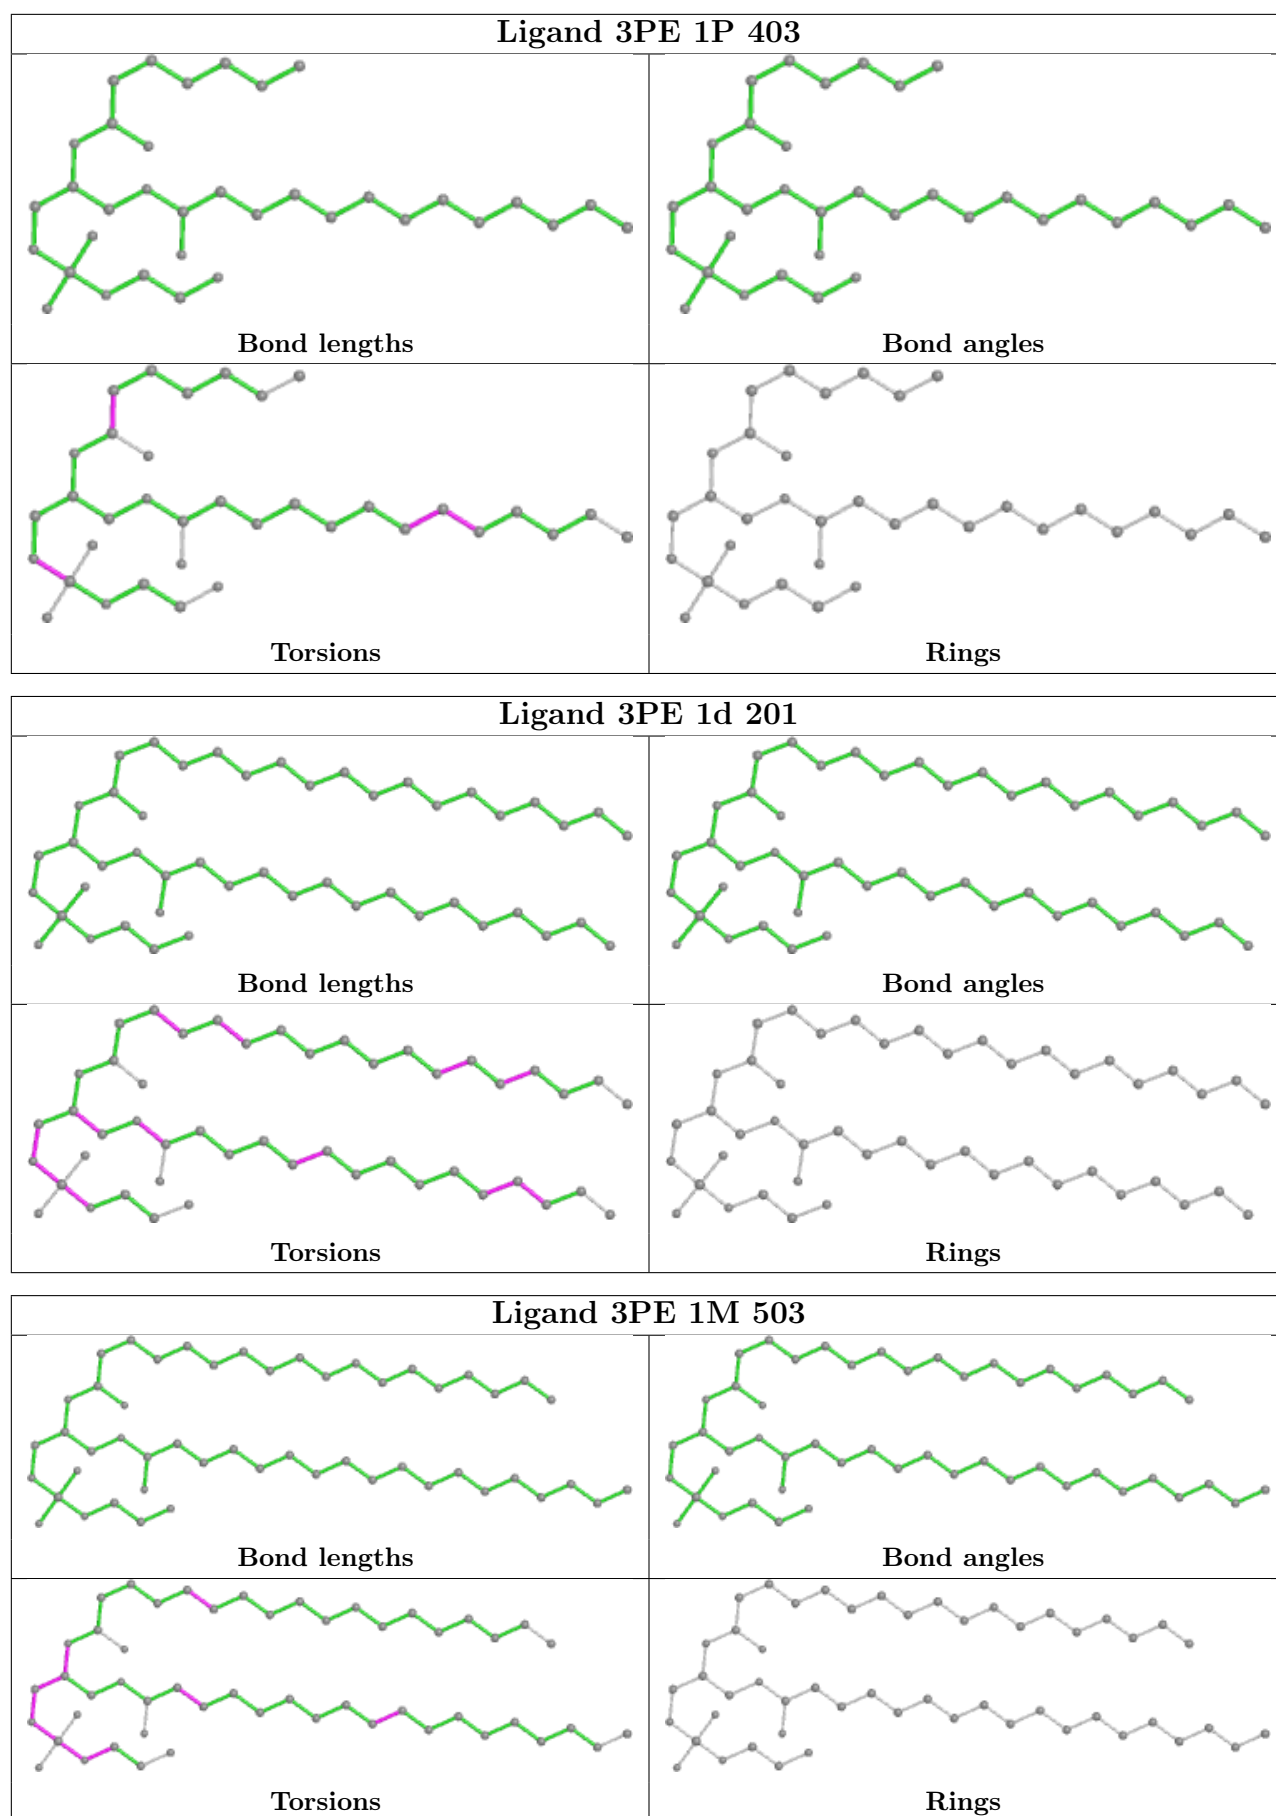 Ligand 3PE 1P 403
Bond lengths
Bond angles
Torsions
Rings
Ligand 3PE 1d 201
Bond lengths
Bond angles
Torsions
Rings
Ligand 3PE 1M 503
Bond lengths
Bond angles
Torsions
Rings